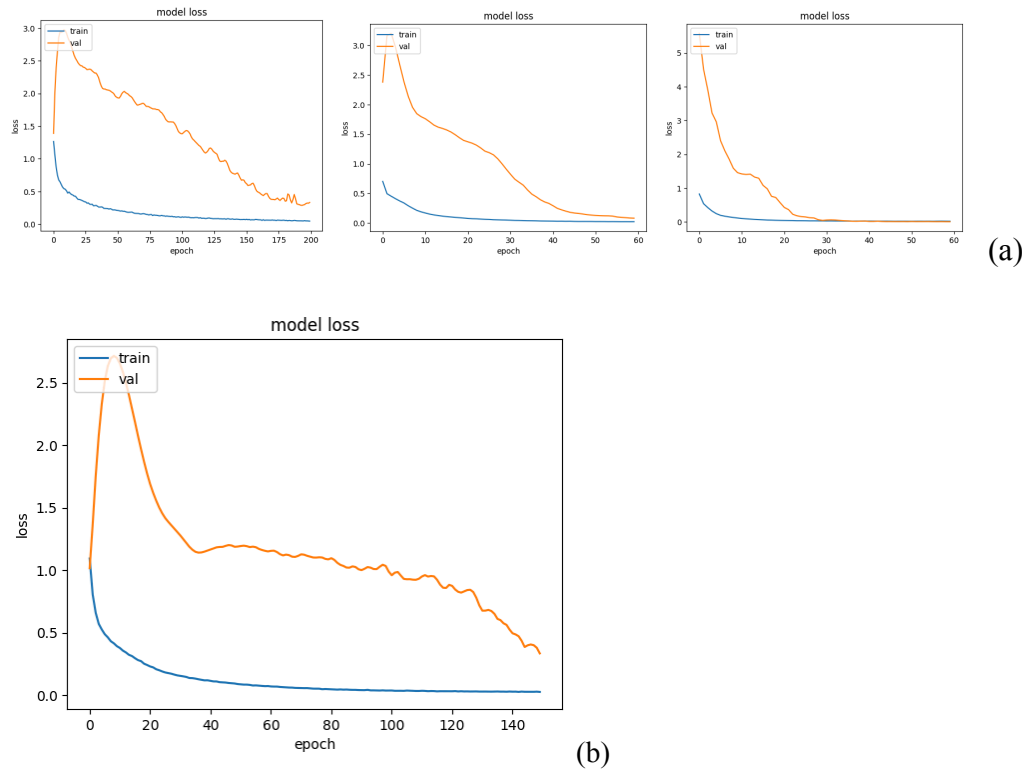 model loss
train
val
3.0
2.5
2.0
1.5
1.0
0.5
0.0
loss
0 25 50 75 100 125 150 175 200
epoch
model loss
train
val
3.0
2.5
2.0
1.5
1.0
0.5
0.0
loss
0 10 20 30 40 50 60
epoch
model loss
train
val
5
4
3
2
1
0
loss
0 10 20 30 40 50 60
epoch
(a)
model loss
train
val
2.5
2.0
1.5
1.0
0.5
0.0
loss
0 20 40 60 80 100 120 140
epoch
(b)